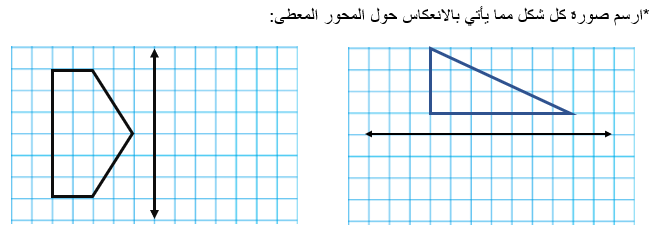 *ارسم صورة كل شكل مما يأتي بالانعكاس حول المحور المعطى: